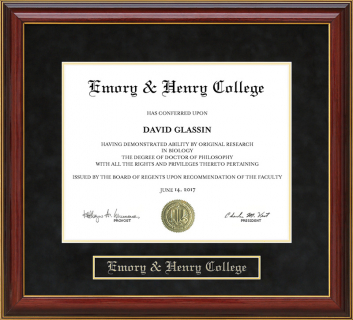 Emory & Henry College
HAS CONFERRED UPON
DAVID GLASSIN
HAVING DEMONSTRATED ABILITY BY ORIGINAL RESEARCH
IN BIOLOGY
THE DEGREE OF DOCTOR OF PHILOSOPHY
WITH ALL THE RIGHTS AND PRIVILEGES THERETO PERTAINING
ISSUED BY THE BOARD OF REGENTS UPON RECOMMENDATION OF THE FACULTY
JUNE 14, 2017
PROVOST
PRESIDENT
Emory & Henry College